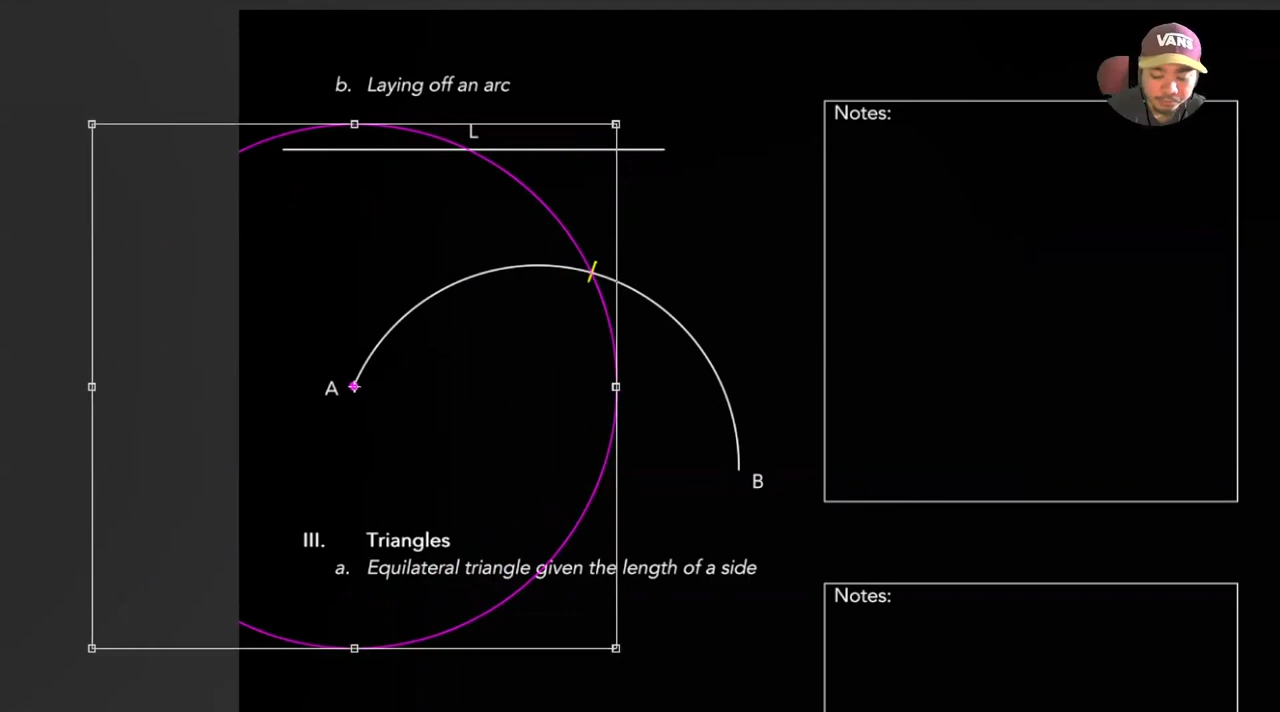 VANS
b. Laying off an arc
Notes:
L
A
B
III. Triangles
a. Equilateral triangle given the length of a side
Notes: